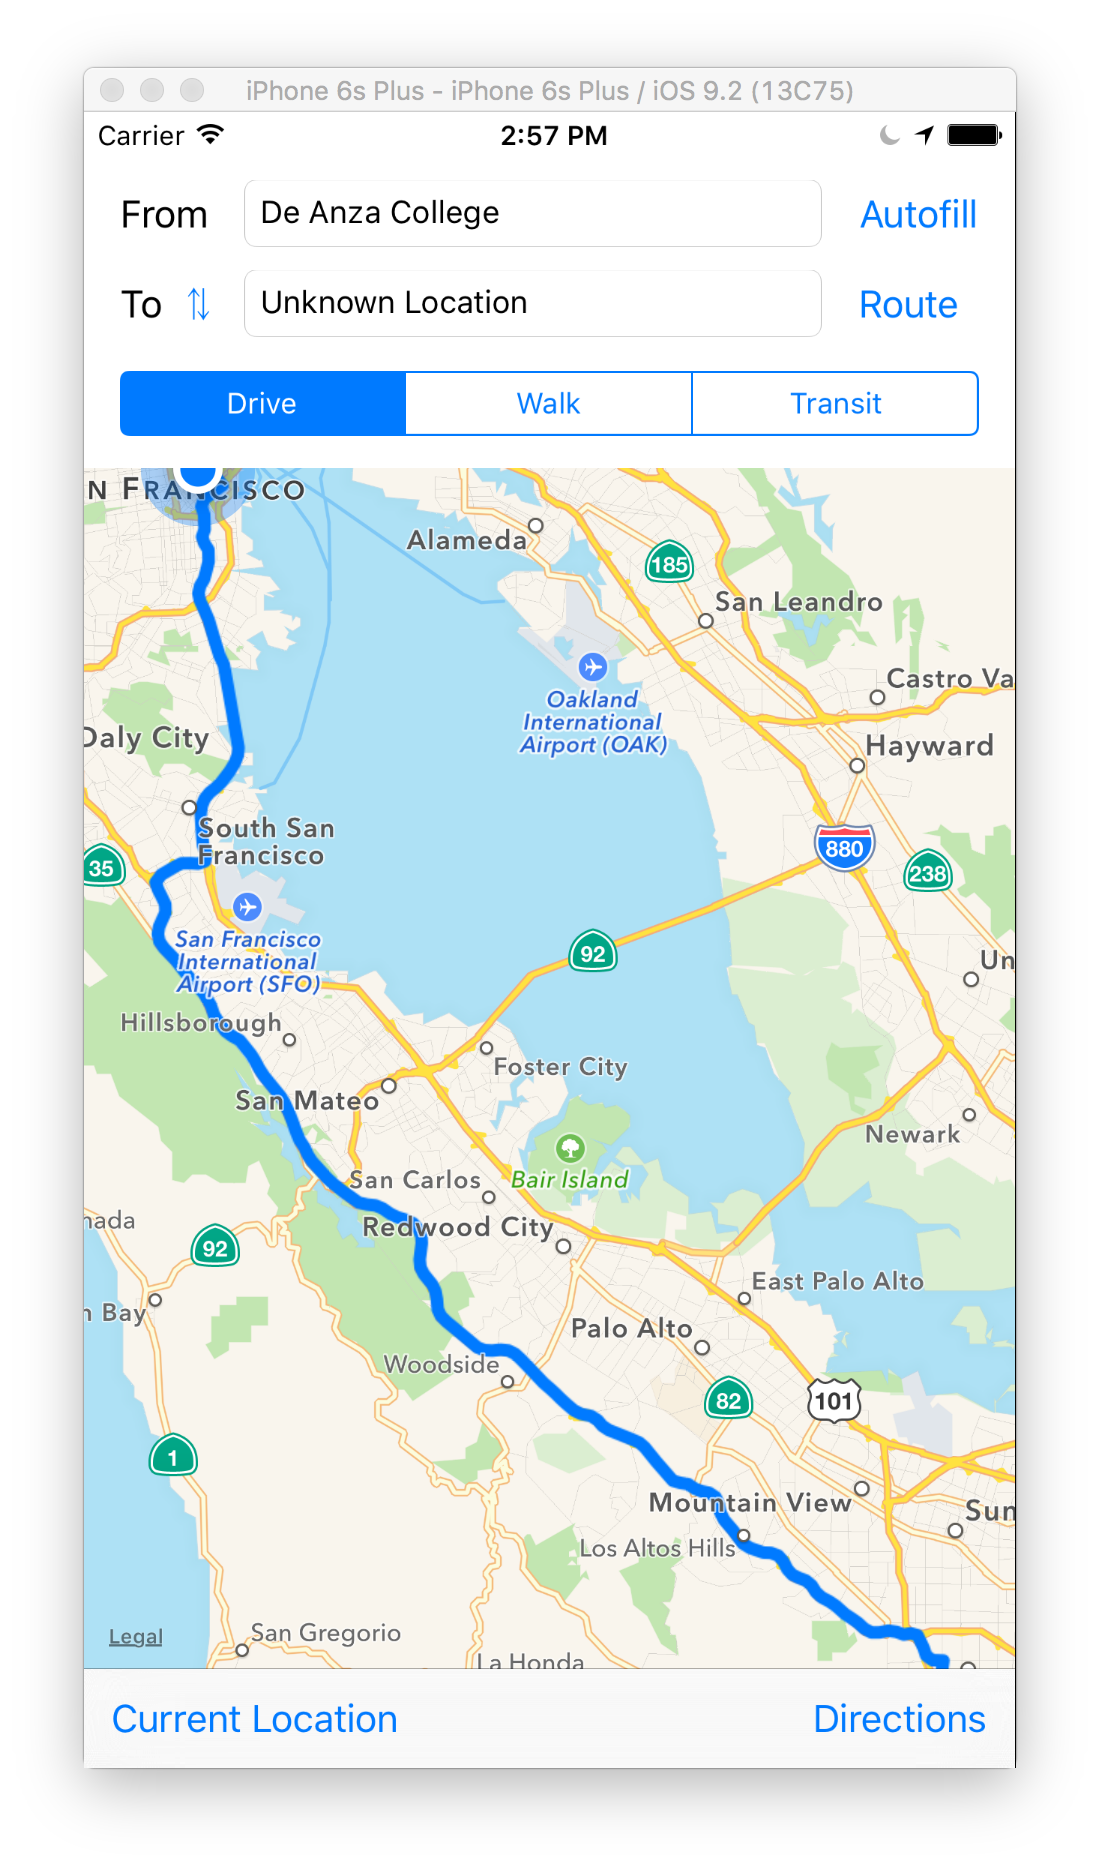 iPhone 6s Plus - iPhone 6s Plus / iOS 9.2 (13C75)
Carrier 2:57 PM
From De Anza College Autofill
To Unknown Location Route
Drive Walk Transit
N FRANCISCO
Alameda
185
San Leandro
Castro Va
Oakland
International
Airport (OAK)
Daly City
Hayward
South San
Francisco
880
35
238
San Francisco
International
Airport (SFO)
92
Un
Hillsborough
Foster City
San Mateo
Newark
San Carlos
Bair Island
nada
Redwood City
92
East Palo Alto
n Bay
Palo Alto
Woodside
82
101
1
Mountain View
Sun
Los Altos Hills
San Gregorio
Legal
La Honda
Current Location Directions